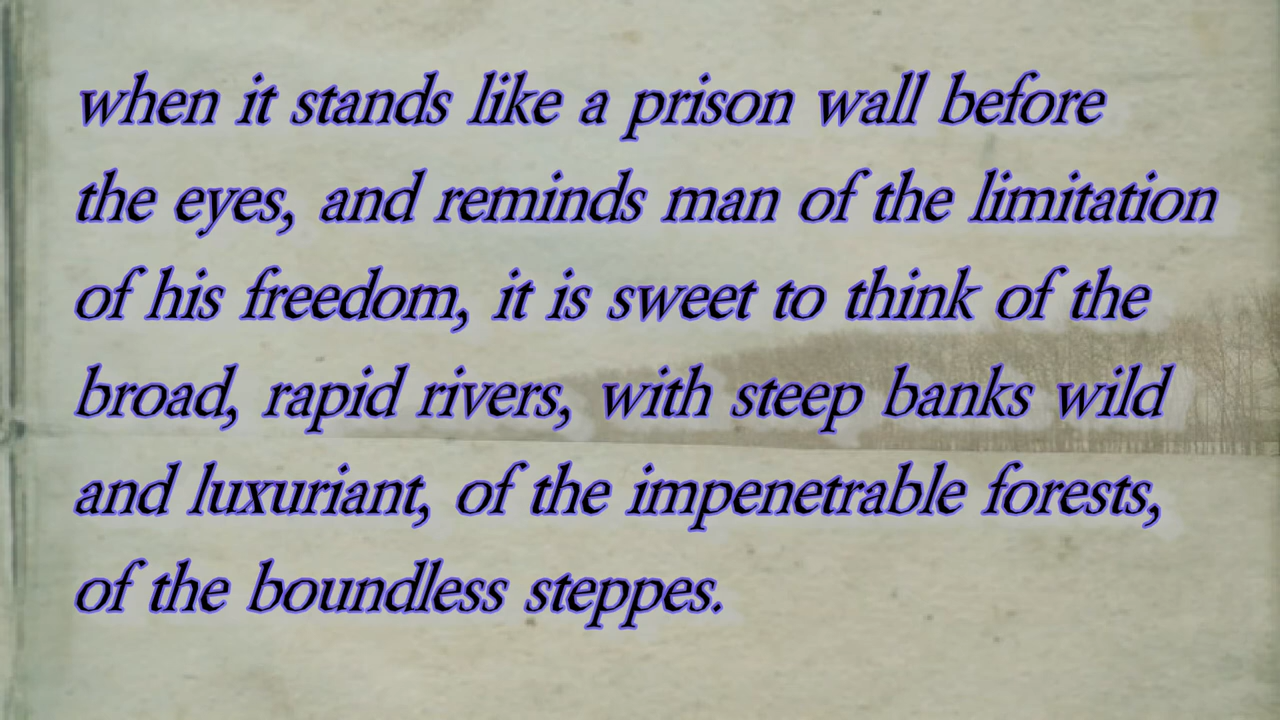 when it stands like a prison wall before
the eyes, and reminds man of the limitation
of his freedom, it is sweet to think of the
broad, rapid rivers, with steep banks wild
and luxuriant, of the impenetrable forests,
of the boundless steppes.